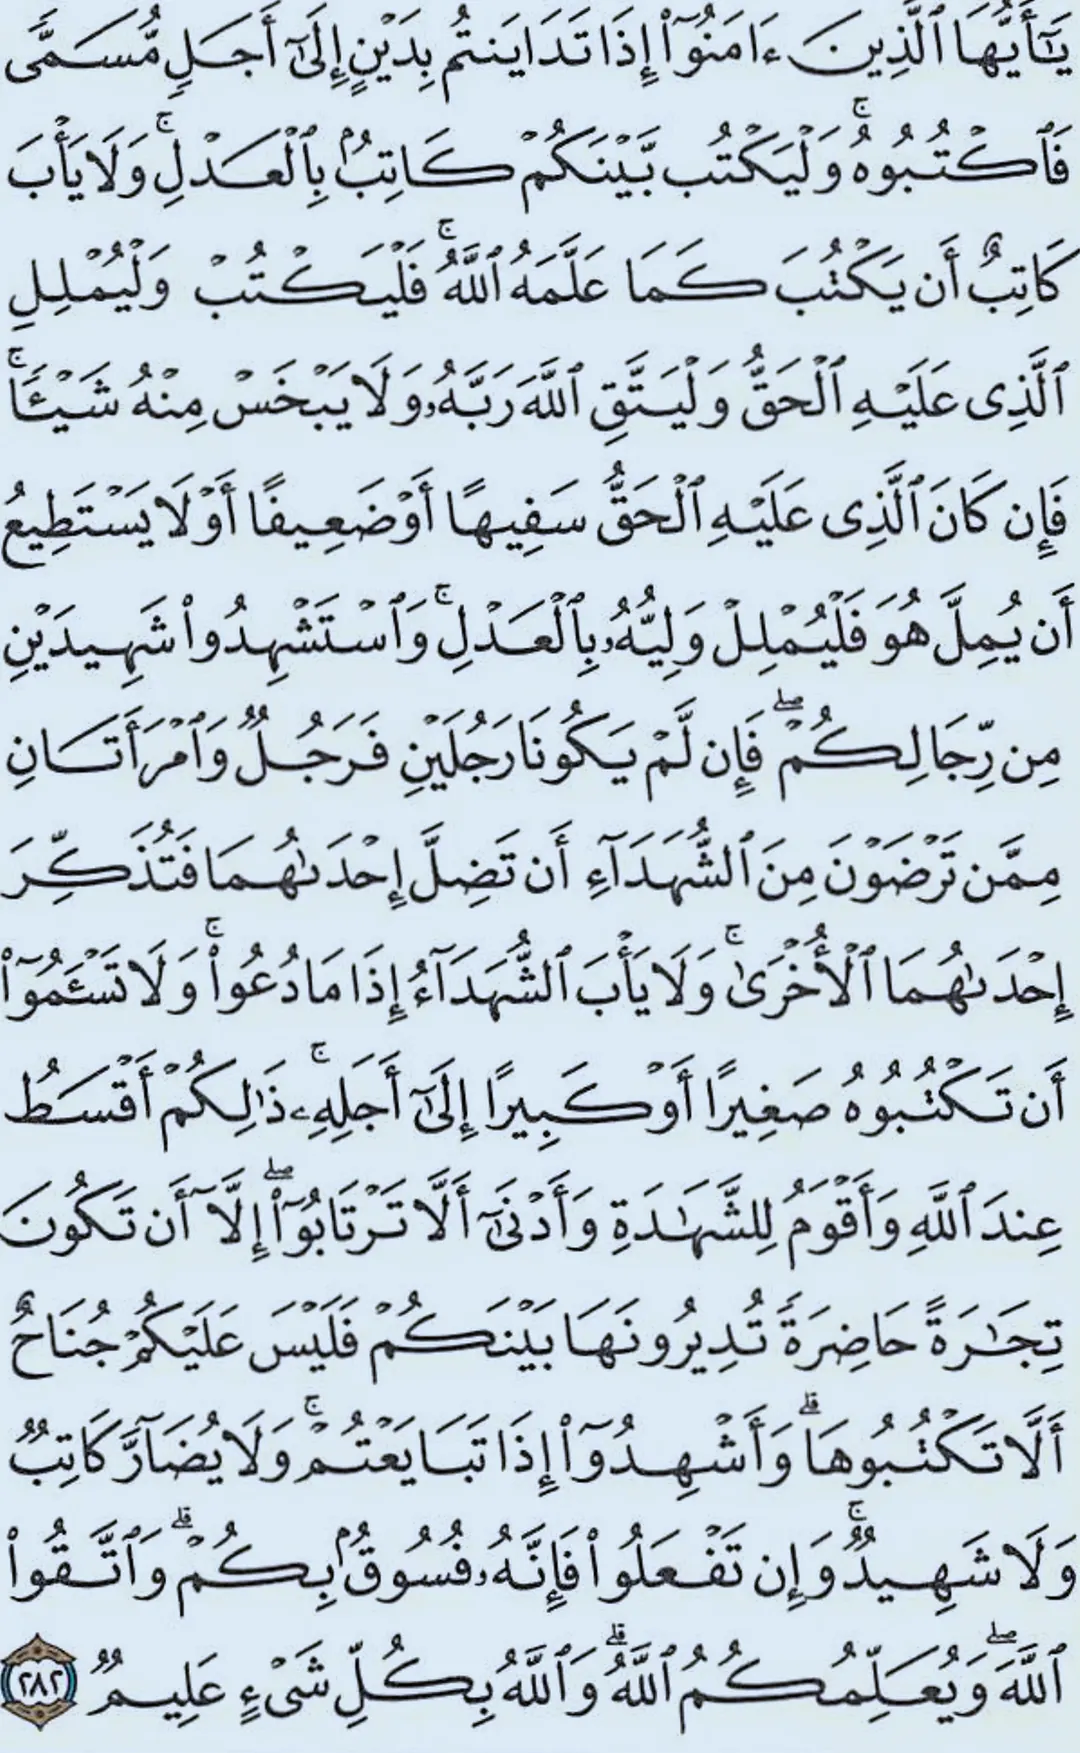 يَٰٓأَيُّهَا ٱلَّذِينَ ءَامَنُوٓا۟ إِذَا تَدَايَنتُم بِدَيْنٍ إِلَىٰٓ أَجَلٍ مُّسَمًّى
فَٱكْتُبُوهُ ۚ وَلْيَكْتُب بَّيْنَكُمْ كَاتِبٌۢ بِٱلْعَدْلِ ۚ وَلَا يَأْبَ
كَاتِبٌ أَن يَكْتُبَ كَمَا عَلَّمَهُ ٱللَّهُ ۚ فَلْيَكْتُبْ وَلْيُمْلِلِ
ٱلَّذِى عَلَيْهِ ٱلْحَقُّ وَلْيَتَّقِ ٱللَّهَ رَبَّهُۥ وَلَا يَبْخَسْ مِنْهُ شَيْـًٔا ۚ
فَإِن كَانَ ٱلَّذِى عَلَيْهِ ٱلْحَقُّ سَفِيهًا أَوْ ضَعِيفًا أَوْ لَا يَسْتَطِيعُ
أَن يُمِلَّ هُوَ فَلْيُمْلِلْ وَلِيُّهُۥ بِٱلْعَدْلِ ۚ وَٱسْتَشْهِدُوا۟ شَهِيدَيْنِ
مِن رِّجَالِكُمْ ۖ فَإِن لَّمْ يَكُونَا رَجُلَيْنِ فَرَجُلٌ وَٱمْرَأَتَانِ
مِمَّن تَرْضَوْنَ مِنَ ٱلشُّهَدَآءِ أَن تَضِلَّ إِحْدَىٰهُمَا فَتُذَكِّرَ
إِحْدَىٰهُمَا ٱلْأُخْرَىٰ ۚ وَلَا يَأْبَ ٱلشُّهَدَآءُ إِذَا مَا دُعُوا۟ ۚ وَلَا تَسْـَٔمُوٓا۟
أَن تَكْتُبُوهُ صَغِيرًا أَوْ كَبِيرًا إِلَىٰٓ أَجَلِهِۦ ۚ ذَٰلِكُمْ أَقْسَطُ
عِندَ ٱللَّهِ وَأَقْوَمُ لِلشَّهَٰدَةِ وَأَدْنَىٰٓ أَلَّا تَرْتَابُوٓا۟ ۖ إِلَّآ أَن تَكُونَ
تِجَٰرَةً حَاضِرَةً تُدِيرُونَهَا بَيْنَكُمْ فَلَيْسَ عَلَيْكُمْ جُنَاحٌ
أَلَّا تَكْتُبُوهَا ۗ وَأَشْهِدُوٓا۟ إِذَا تَبَايَعْتُمْ ۚ وَلَا يُضَآرَّ كَاتِبٌ
وَلَا شَهِيدٌ ۚ وَإِن تَفْعَلُوا۟ فَإِنَّهُۥ فُسُوقٌۢ بِكُمْ ۗ وَٱتَّقُوا۟
ٱللَّهَ ۖ وَيُعَلِّمُكُمُ ٱللَّهُ ۗ وَٱللَّهُ بِكُلِّ شَىْءٍ عَلِيمٌ ٢٨٢